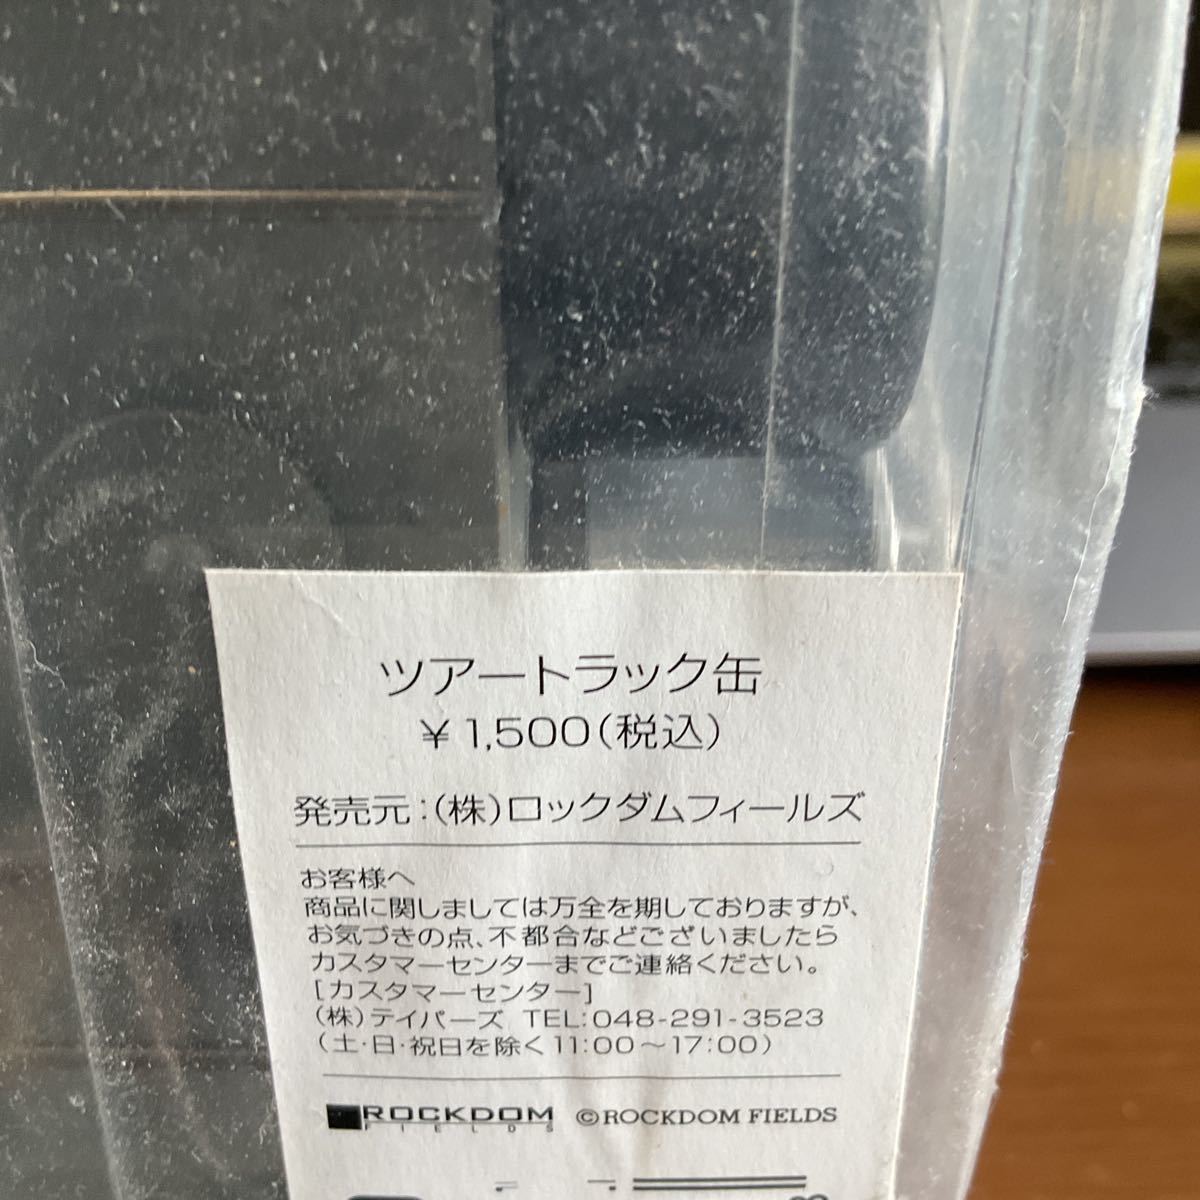 ツアートラック缶
¥1,500(税込)
発売元:(株)ロックダムフィールズ
お客様へ
商品に関しましては万全を期しておりますが、
お気づきの点、不都合などございましたら
カスタマーセンターまでご連絡ください。
[カスタマーセンター]
(株)テイパーズ TEL:048-291-3523
(土・日・祝日を除く11:00〜17:00)
ROCKDOM FIELDS ©ROCKDOM FIELDS